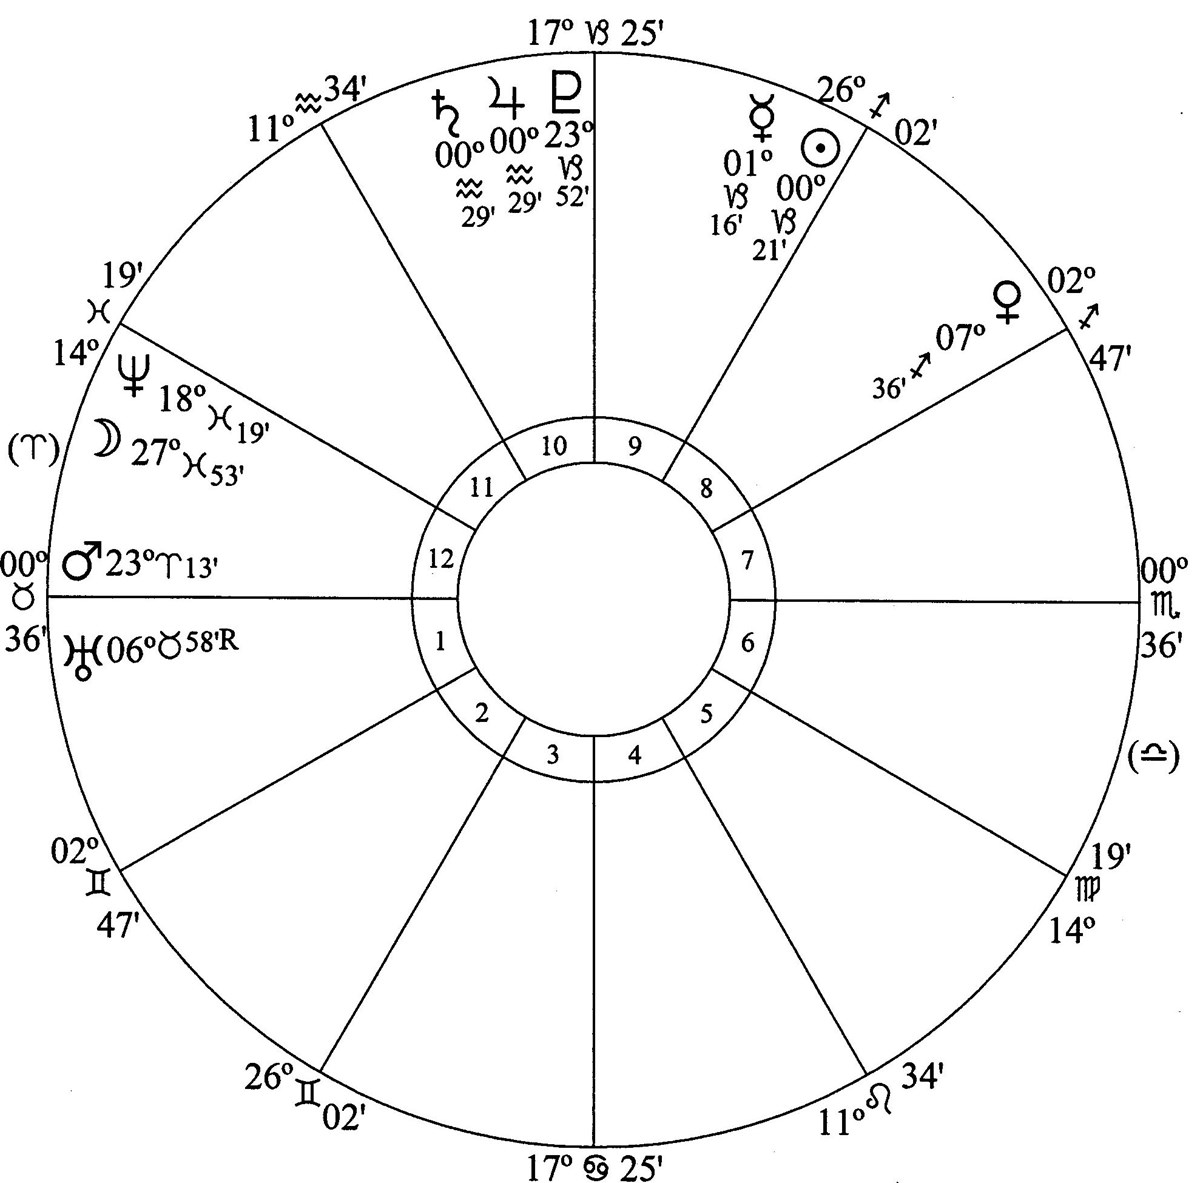 17º ♑ 25'
11º ♒ 34'
26º ♐ 02'
♄ ♃ ♇
00º 00º 23º
♒ ♒ ♑
29' 29' 52'
☿ ☉
01º 00º
♑ ♑
16' 21'
19'
♓
14º
02º
♐
47'
♀
07º
♐
36'
♆ 18º ♓ 19'
(♈)
☽ 27º ♓ 53'
00º
♉
36'
♂ 23º ♈ 13'
♅ 06º ♉ 58' R
00º
♏
36'
10 9
11 8
12 7
1 6
2 5
3 4
(♎)
02º
♊
47'
19'
♍
14º
26º ♊ 02'
11º ♌ 34'
17º ♋ 25'